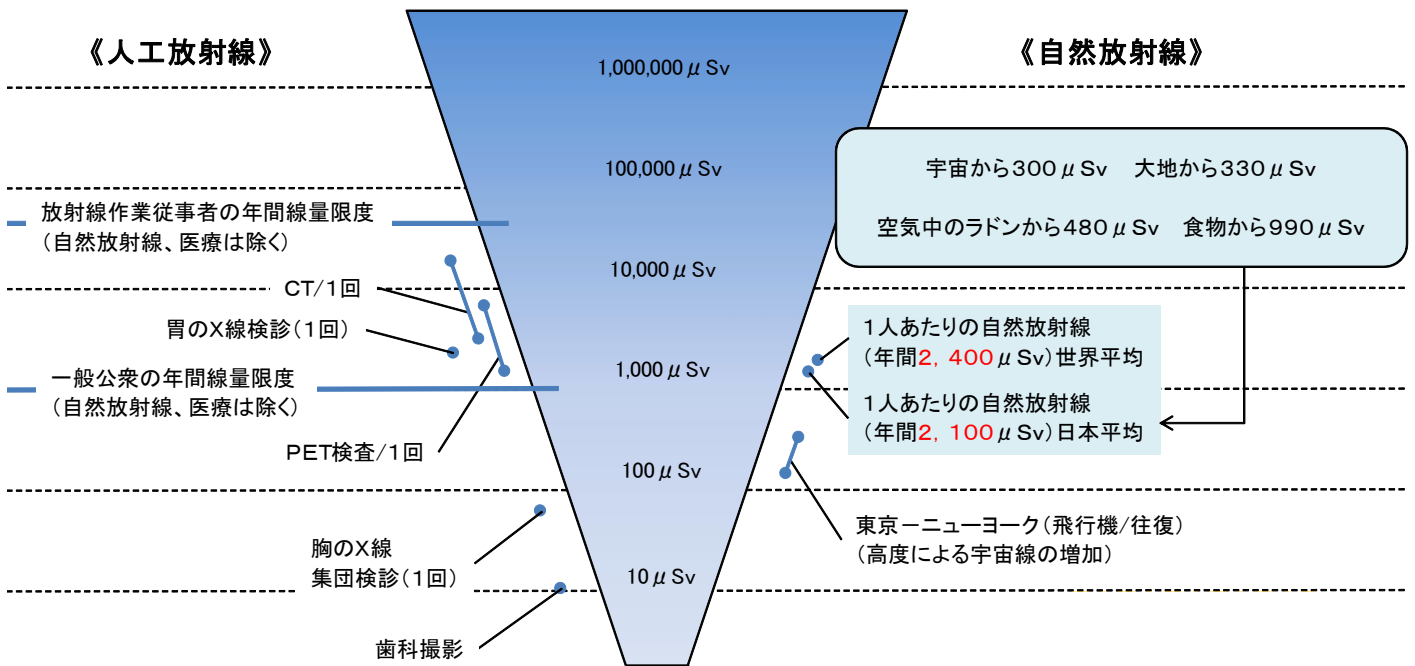 《人工放射線》
《自然放射線》
1,000,000μSv
100,000μSv
10,000μSv
1,000μSv
100μSv
10μSv
放射線作業従事者の年間線量限度
(自然放射線、医療は除く)
CT/1回
胃のX線検診(1回)
一般公衆の年間線量限度
(自然放射線、医療は除く)
PET検査/1回
胸のX線
集団検診(1回)
歯科撮影
宇宙から300μSv 大地から330μSv
空気中のラドンから480μSv 食物から990μSv
1人あたりの自然放射線
(年間2,400μSv)世界平均
1人あたりの自然放射線
(年間2,100μSv)日本平均
東京-ニューヨーク(飛行機/往復)
(高度による宇宙線の増加)